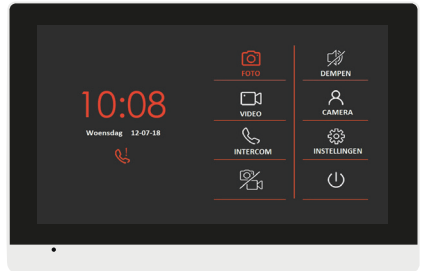 10:08
Woensdag 12-07-18
FOTO
DEMPEN
VIDEO
CAMERA
INTERCOM
INSTELLINGEN